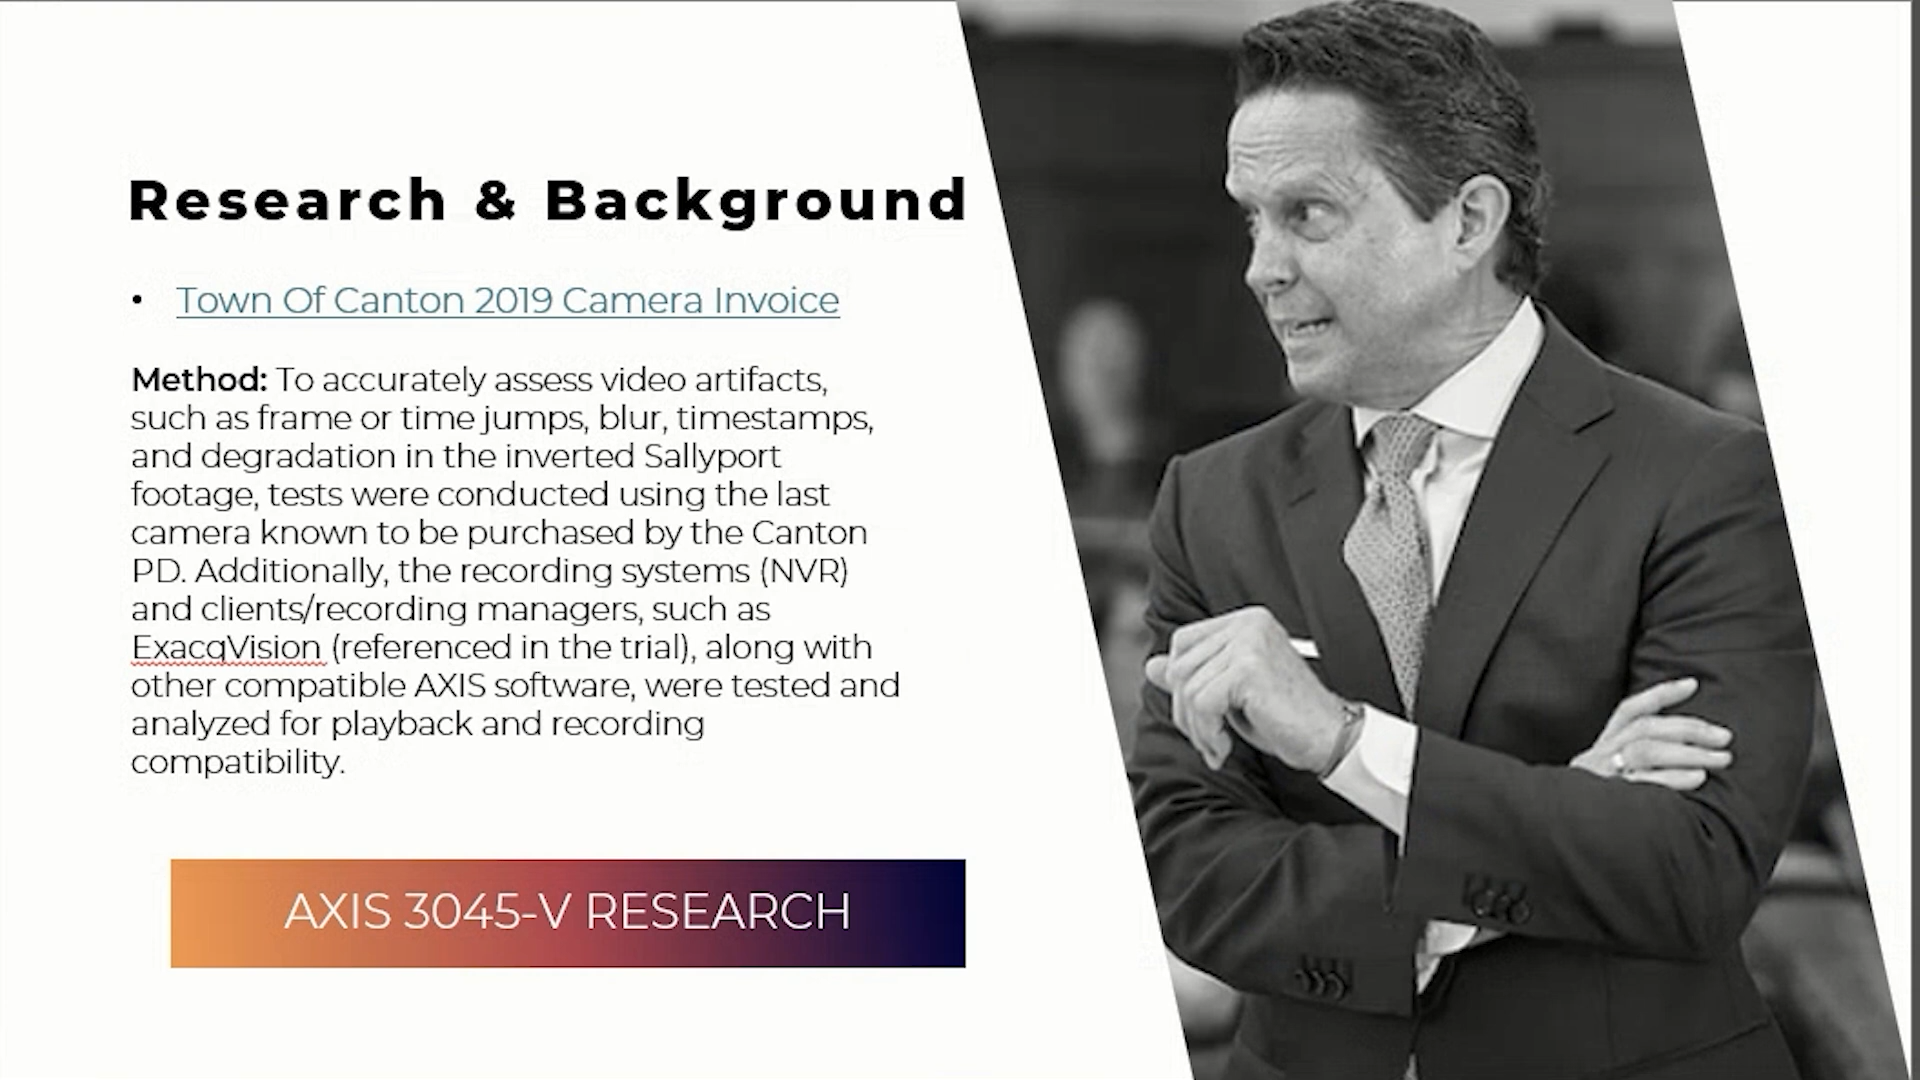 Research & Background
• Town Of Canton 2019 Camera Invoice
Method: To accurately assess video artifacts,
such as frame or time jumps, blur, timestamps,
and degradation in the inverted Sallyport
footage, tests were conducted using the last
camera known to be purchased by the Canton
PD. Additionally, the recording systems (NVR)
and clients/recording managers, such as
ExacqVision (referenced in the trial), along with
other compatible AXIS software, were tested and
analyzed for playback and recording
compatibility.
AXIS 3045-V RESEARCH